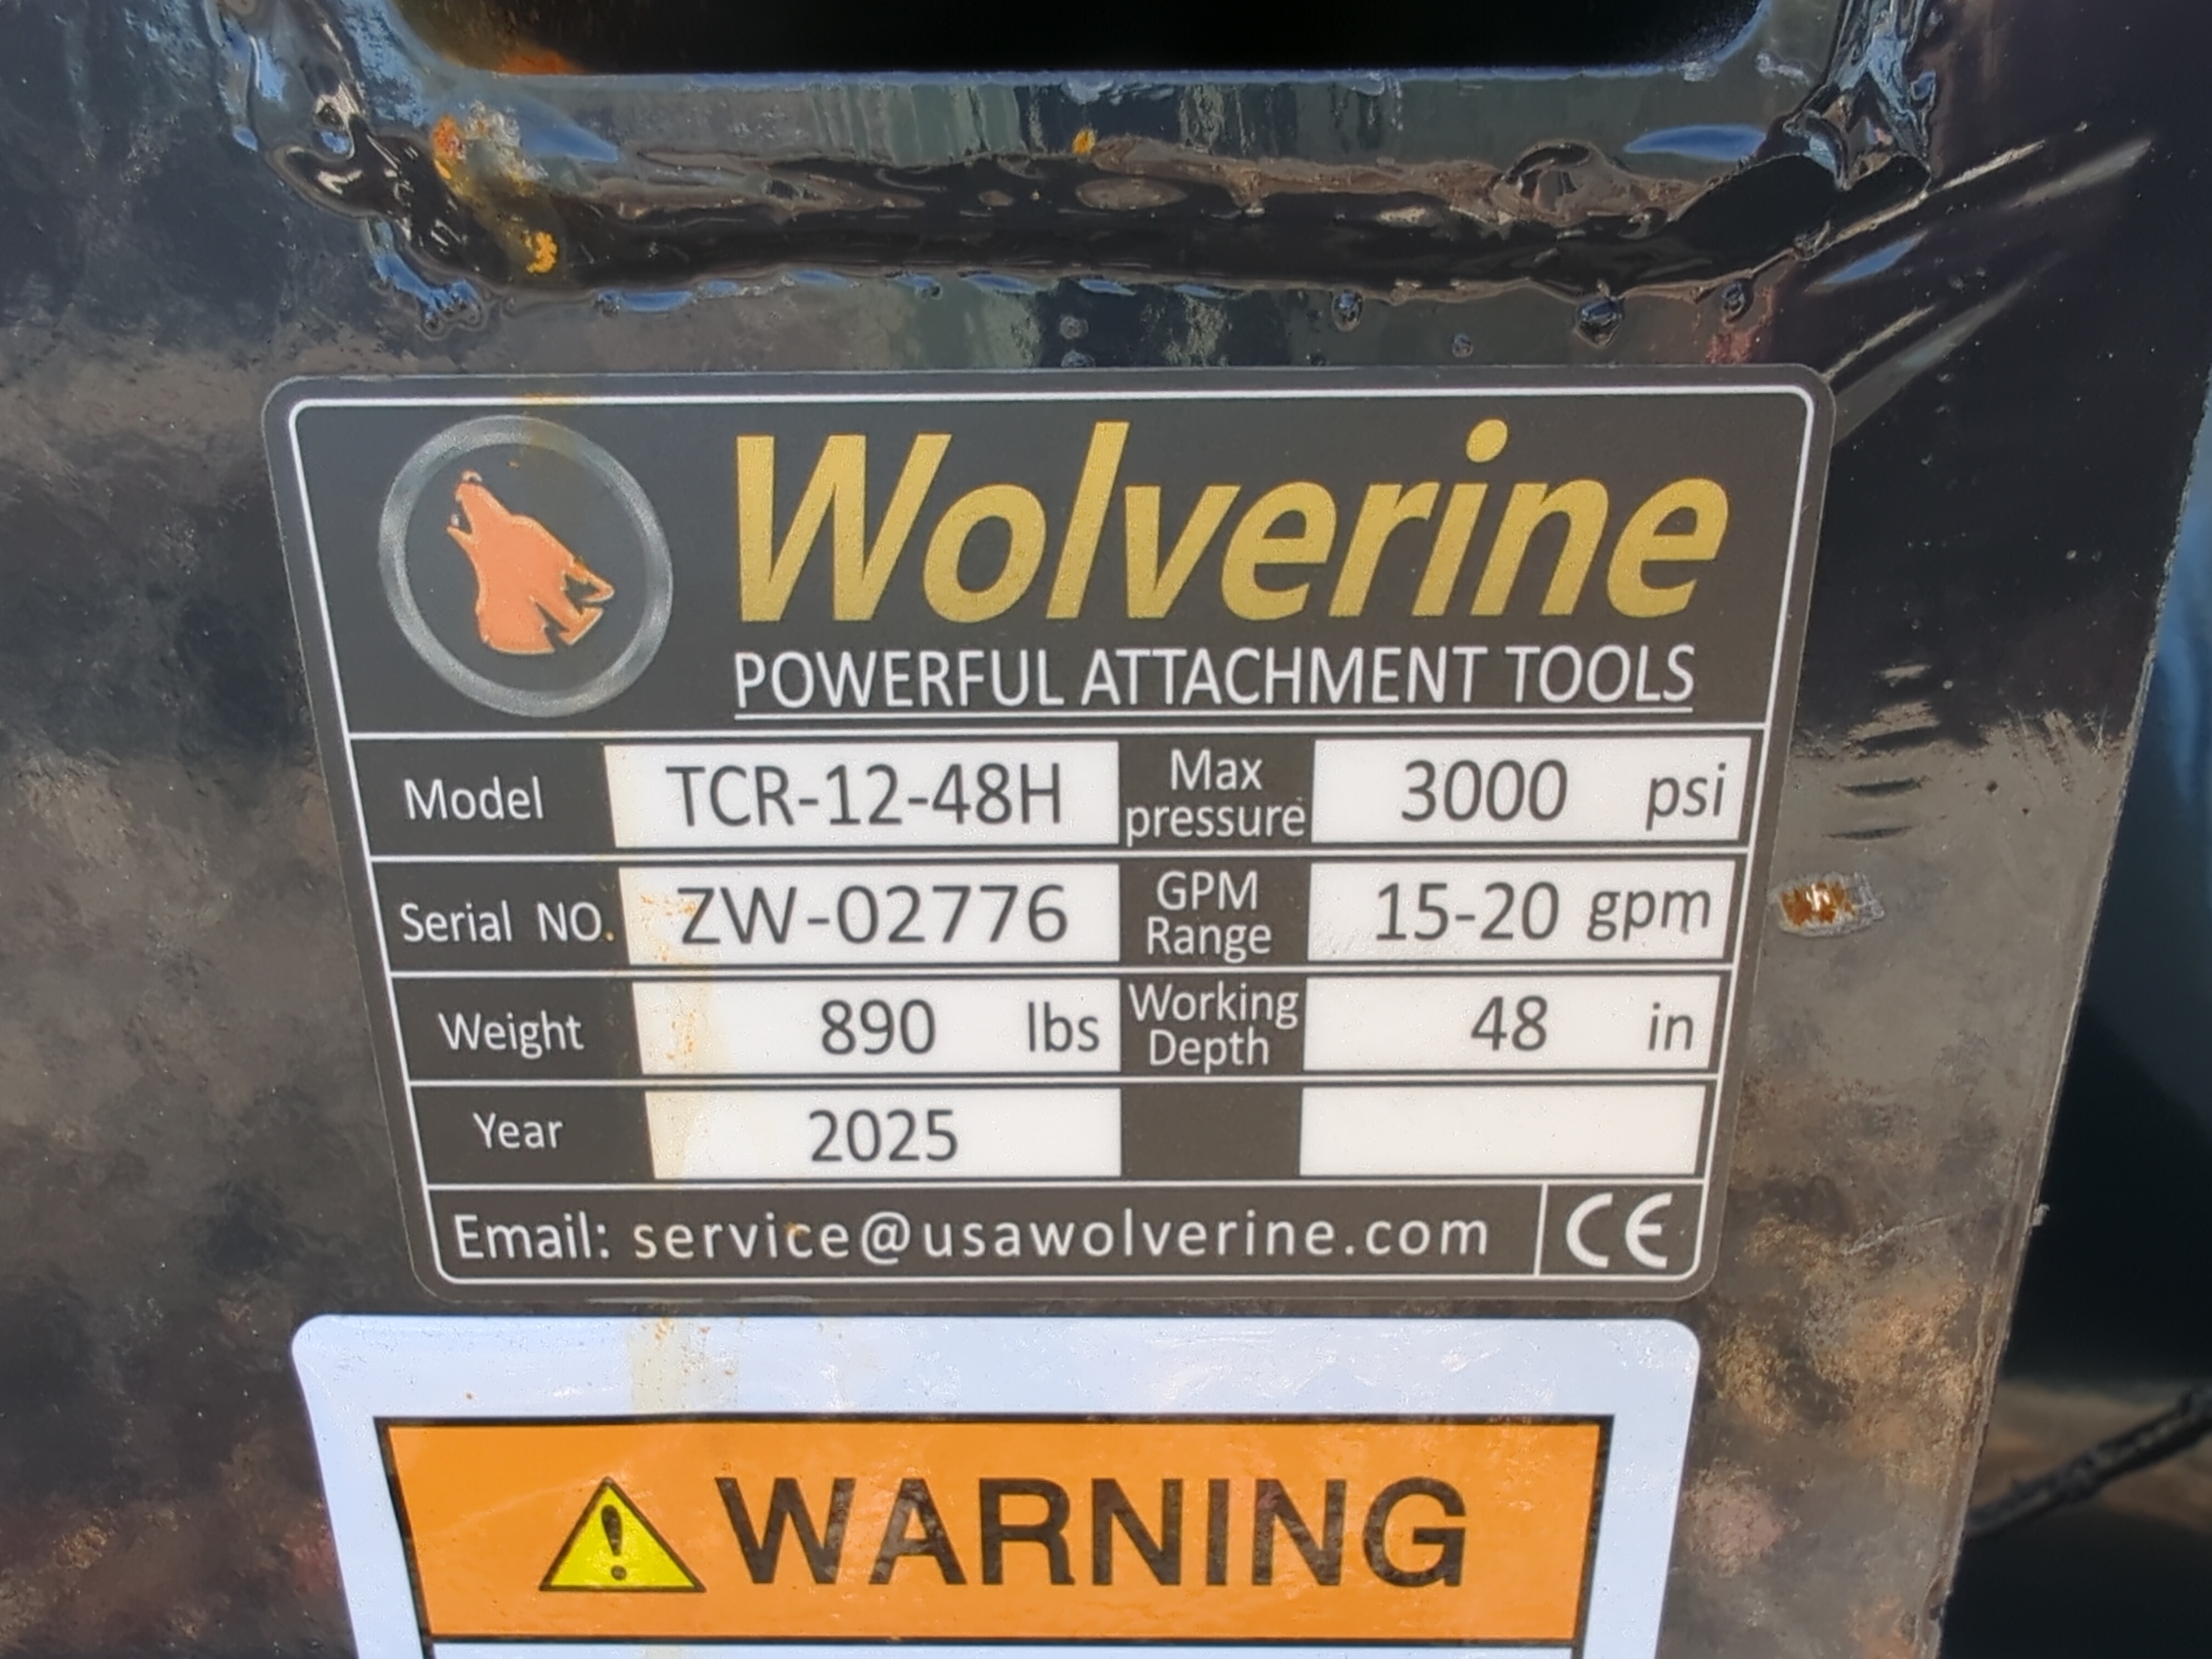 Wolverine
POWERFUL ATTACHMENT TOOLS
Model TCR-12-48H Max pressure 3000 psi
Serial NO. ZW-02776 GPM Range 15-20 gpm
Weight 890 lbs Working Depth 48 in
Year 2025
Email: service@usawolverine.com CE
WARNING